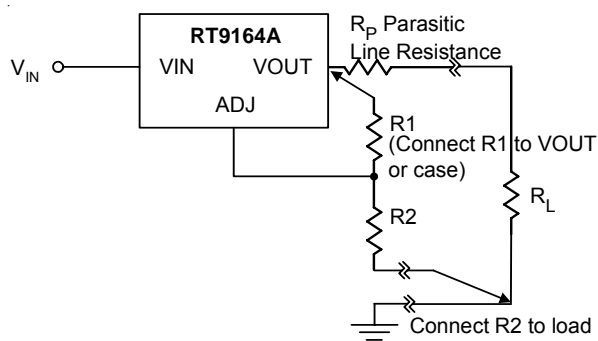 RT9164A
R_P Parasitic
Line Resistance
V_IN
VIN VOUT
ADJ
R1
(Connect R1 to VOUT
or case)
R_L
R2
Connect R2 to load